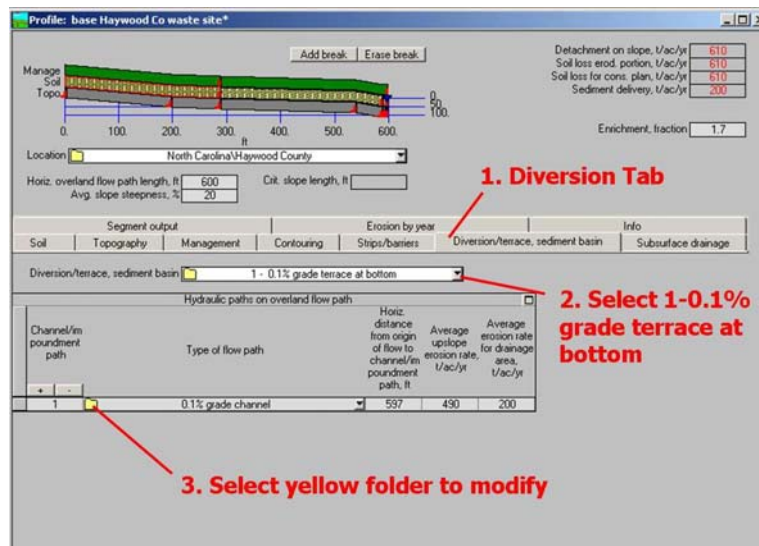 Profile: base Haywood Co waste site*
Add break Erase break
Detachment on slope, t/ac/yr 610
Soil loss erod. portion, t/ac/yr 610
Soil loss for cons. plan, t/ac/yr 610
Sediment delivery, t/ac/yr 200
Manage
Soil
Topo
0.
50.
100.
0. 100. 200. 300. 400. 500. 600.
ft
Enrichment, fraction 1.7
Location North Carolina\Haywood County
Horiz. overland flow path length, ft 600 Crit. slope length, ft
Avg. slope steepness, % 20
1. Diversion Tab
Segment output Erosion by year Info
Soil Topography Management Contouring Strips/barriers Diversion/terrace, sediment basin Subsurface drainage
Diversion/terrace, sediment basin 1 - 0.1% grade terrace at bottom
2. Select 1-0.1%
grade terrace at
bottom
Hydraulic paths on overland flow path
Channel/im
poundment
path
Type of flow path
Horiz.
distance
from origin
of flow to
channel/im
poundment
path, ft
Average
upslope
erosion rate,
t/ac/yr
Average
erosion rate
for drainage
area,
t/ac/yr
+ -
1 0.1% grade channel 597 490 200
3. Select yellow folder to modify